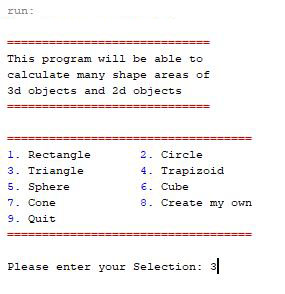 run:
=============================
This program will be able to
calculate many shape areas of
3d objects and 2d objects
=============================
===================================
1. Rectangle 2. Circle
3. Triangle 4. Trapizoid
5. Sphere 6. Cube
7. Cone 8. Create my own
9. Quit
===================================
Please enter your Selection: 3